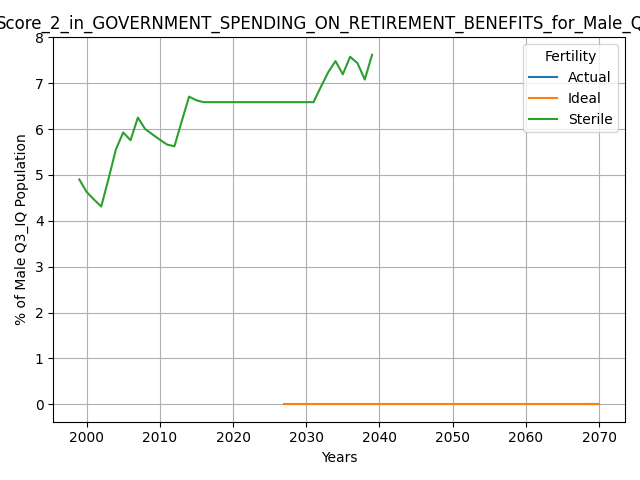 Score_2_in_GOVERNMENT_SPENDING_ON_RETIREMENT_BENEFITS_for_Male_Q
8
7
6
5
4
3
2
1
0
% of Male Q3_IQ Population
Fertility
Actual
Ideal
Sterile
2000 2010 2020 2030 2040 2050 2060 2070
Years